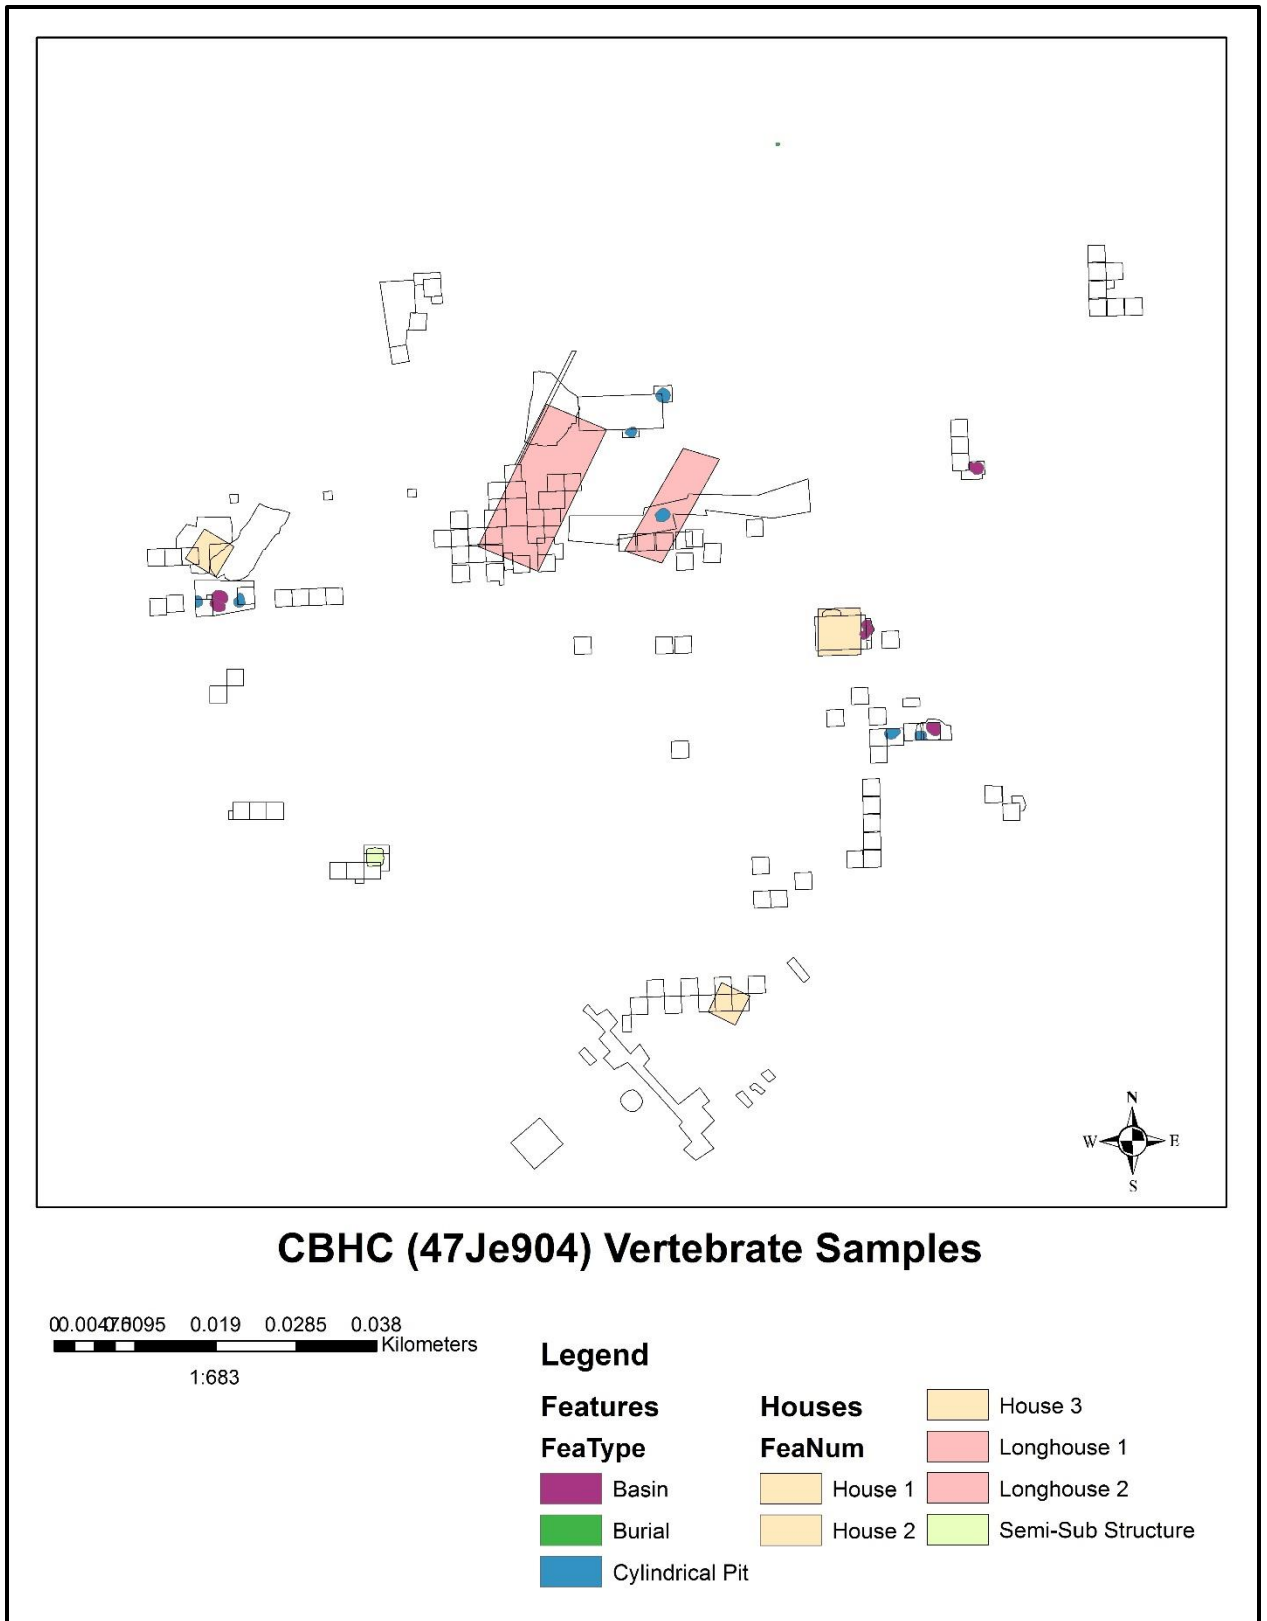 N
W E
S
CBHC (47Je904) Vertebrate Samples
0 0.019 0.0285 0.038
Kilometers
1:683
Legend
Features Houses House 3
FeaType FeaNum Longhouse 1
Basin House 1 Longhouse 2
Burial House 2 Semi-Sub Structure
Cylindrical Pit